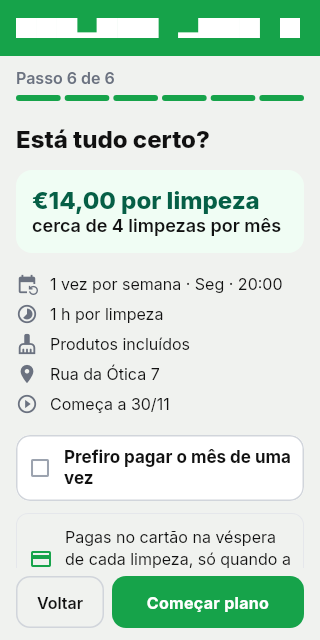 Passo 6 de 6
Está tudo certo?
€14,00 por limpeza
cerca de 4 limpezas por mês
1 vez por semana · Seg · 20:00
1 h por limpeza
Produtos incluídos
Rua da Ótica 7
Começa a 30/11
Prefiro pagar o mês de uma
vez
Pagas no cartão na véspera
de cada limpeza, só quando a
Voltar
Começar plano